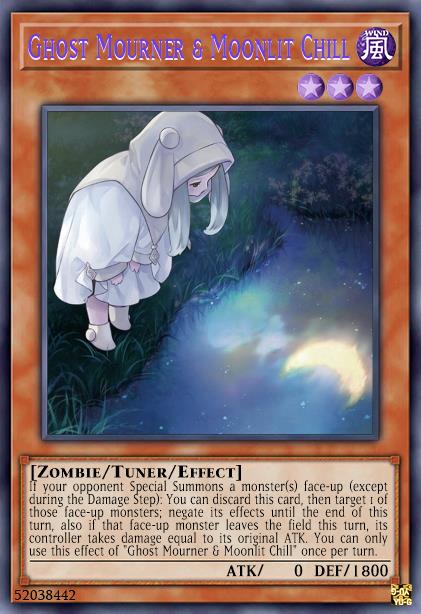 Ghost Mourner & Moonlit Chill
WIND
風
[Zombie/Tuner/Effect]
If your opponent Special Summons a monster(s) face-up (except
during the Damage Step): You can discard this card, then target 1 of
those face-up monsters; negate its effects until the end of this
turn, also if that face-up monster leaves the field this turn, its
controller takes damage equal to its original ATK. You can only
use this effect of "Ghost Mourner & Moonlit Chill" once per turn.
ATK/ 0 DEF/1800
52038442